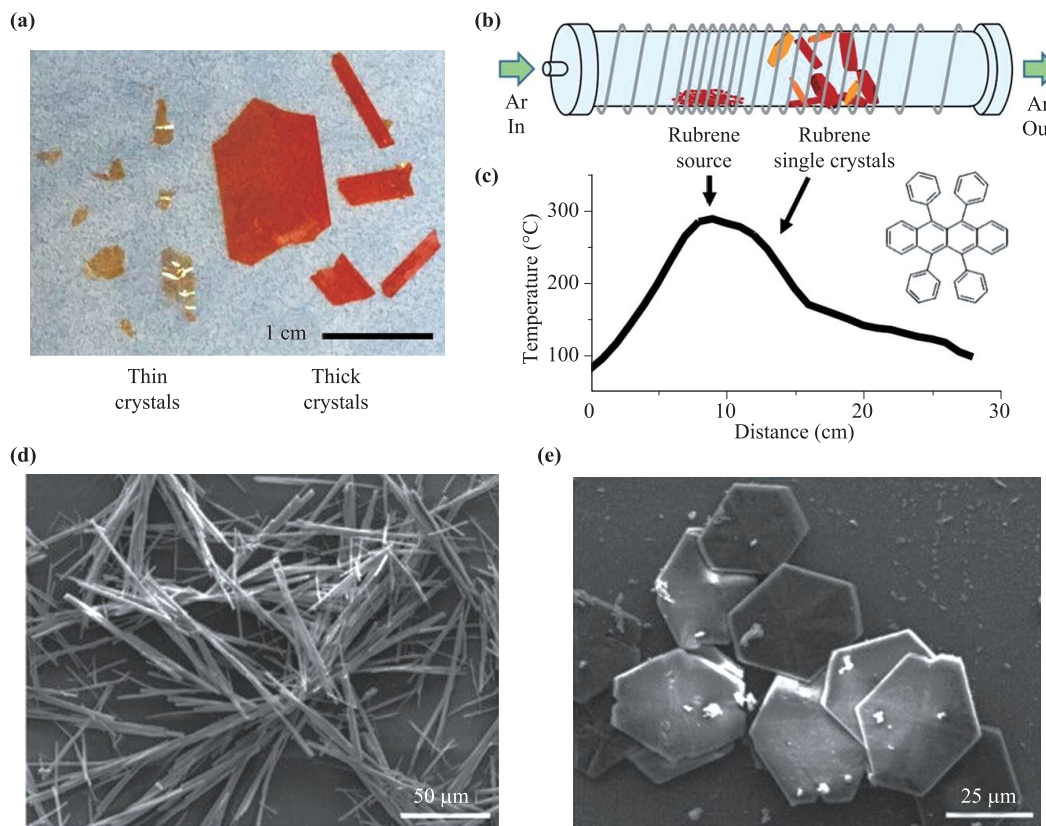 (a)
1 cm
Thin
crystals
Thick
crystals
(b)
Ar
In
Ar
Ou
Rubrene
source
Rubrene
single crystals
(c)
Temperature (°C)
300
200
100
0
10
20
30
Distance (cm)
(d)
50 μm
(e)
25 μm